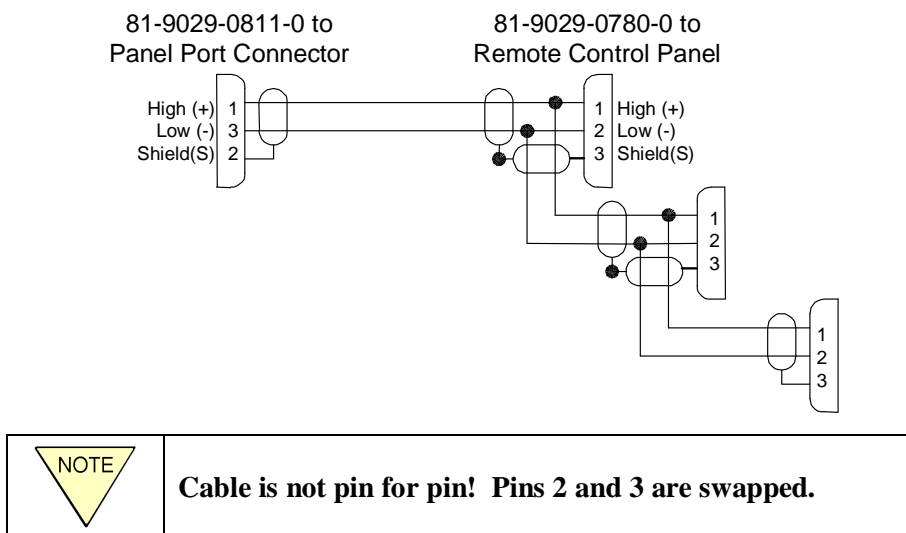 81-9029-0811-0 to
Panel Port Connector
81-9029-0780-0 to
Remote Control Panel
High (+) 1
Low (-) 3
Shield(S) 2
1 High (+)
2 Low (-)
3 Shield(S)
1
2
3
1
2
3
NOTE
Cable is not pin for pin! Pins 2 and 3 are swapped.